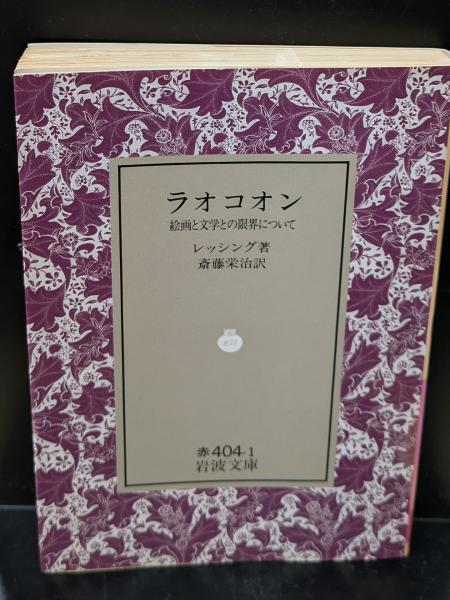 ラオコオン
絵画と文学との限界について
レッシング著
斎藤栄治訳
赤404-1
岩波文庫